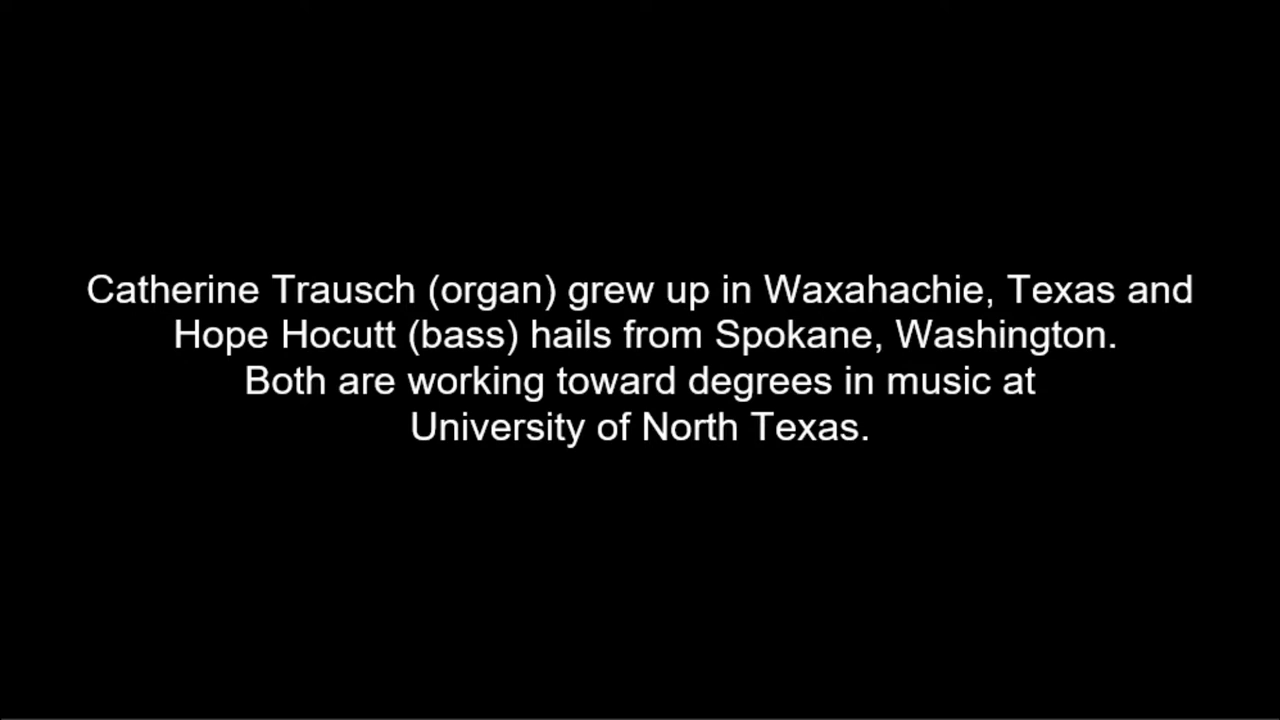 Catherine Trausch (organ) grew up in Waxahachie, Texas and
Hope Hocutt (bass) hails from Spokane, Washington.
Both are working toward degrees in music at
University of North Texas.